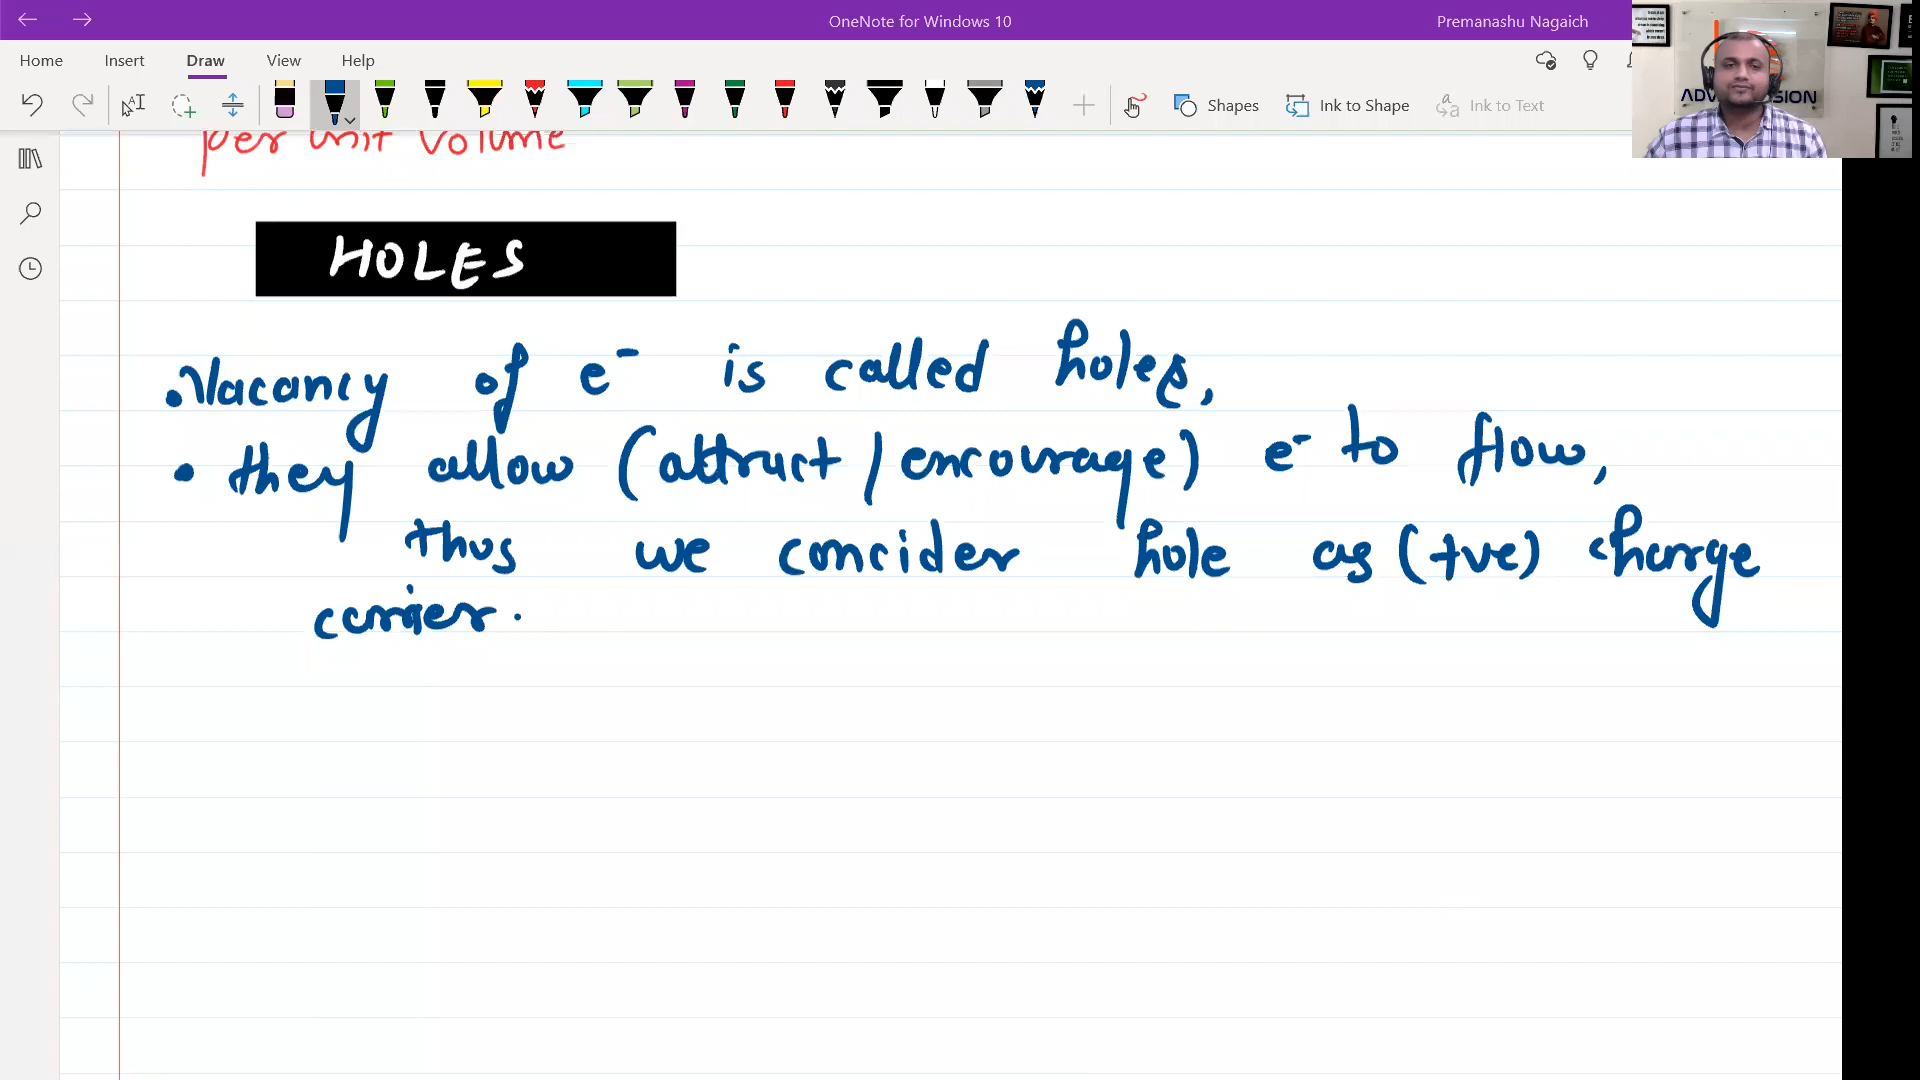 OneNote for Windows 10
Premanashu Nagaich
Home Insert Draw View Help
Shapes Ink to Shape Ink to Text
per unit volume
HOLES
• Vacancy of e⁻ is called holes,
• they allow (attruct / encourage) e⁻ to flow,
thus we concider hole as (+ve) charge
carrier.